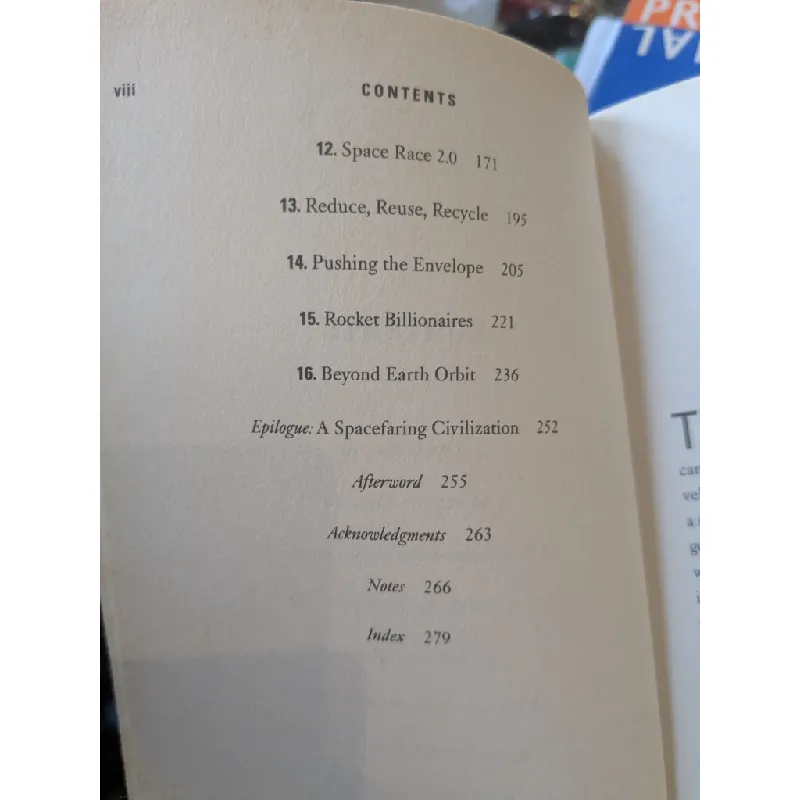 viii
CONTENTS
12. Space Race 2.0 171
13. Reduce, Reuse, Recycle 195
14. Pushing the Envelope 205
15. Rocket Billionaires 221
16. Beyond Earth Orbit 236
Epilogue: A Spacefaring Civilization 252
Afterword 255
Acknowledgments 263
Notes 266
Index 279
PR